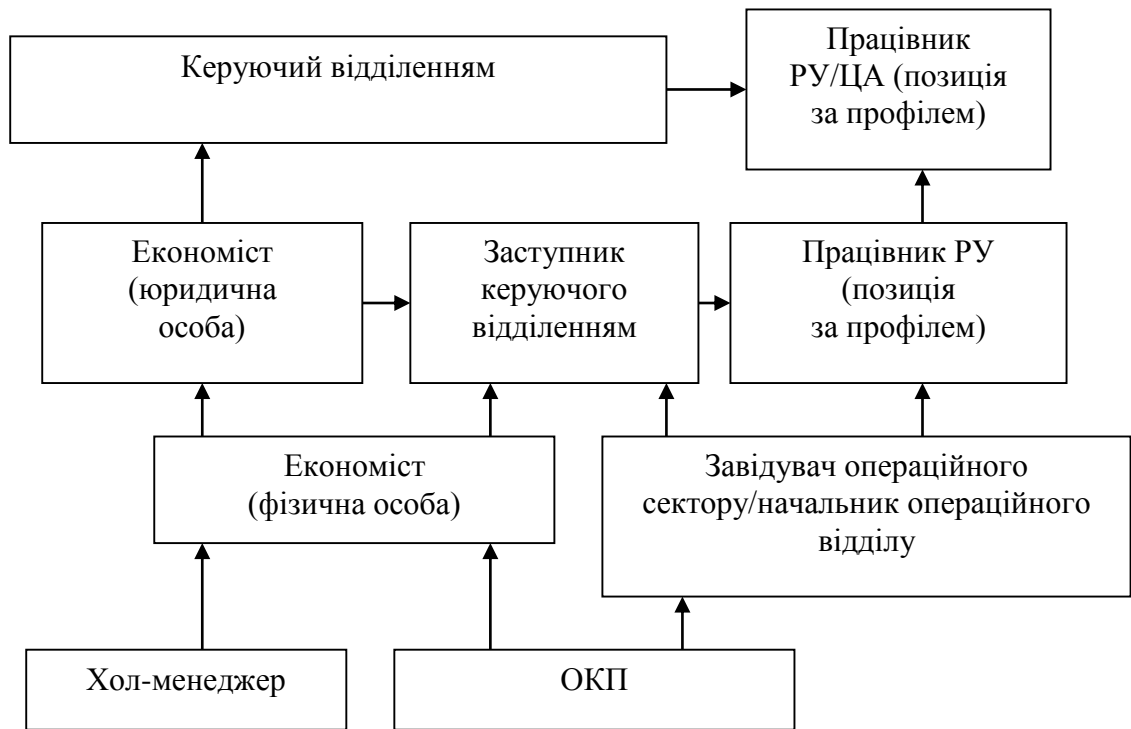 Керуючий відділенням
Працівник
РУ/ЦА (позиція
за профілем)
Економіст
(юридична
особа)
Заступник
керуючого
відділенням
Працівник РУ
(позиція
за профілем)
Економіст
(фізична особа)
Завідувач операційного
сектору/начальник операційного
відділу
Хол-менеджер
ОКП